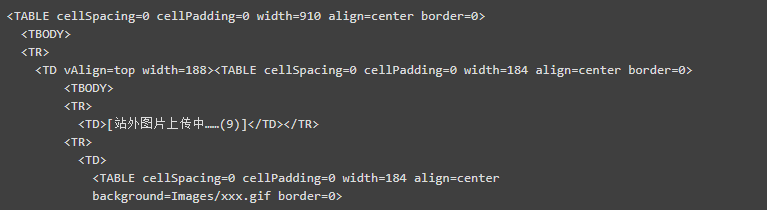 <TABLE cellSpacing=0 cellPadding=0 width=910 align=center border=0>
<TBODY>
<TR>
<TD vAlign=top width=188><TABLE cellSpacing=0 cellPadding=0 width=184 align=center border=0>
<TBODY>
<TR>
<TD>[站外图片上传中……(9)]</TD></TR>
<TR>
<TD>
<TABLE cellSpacing=0 cellPadding=0 width=184 align=center
background=Images/xxx.gif border=0>